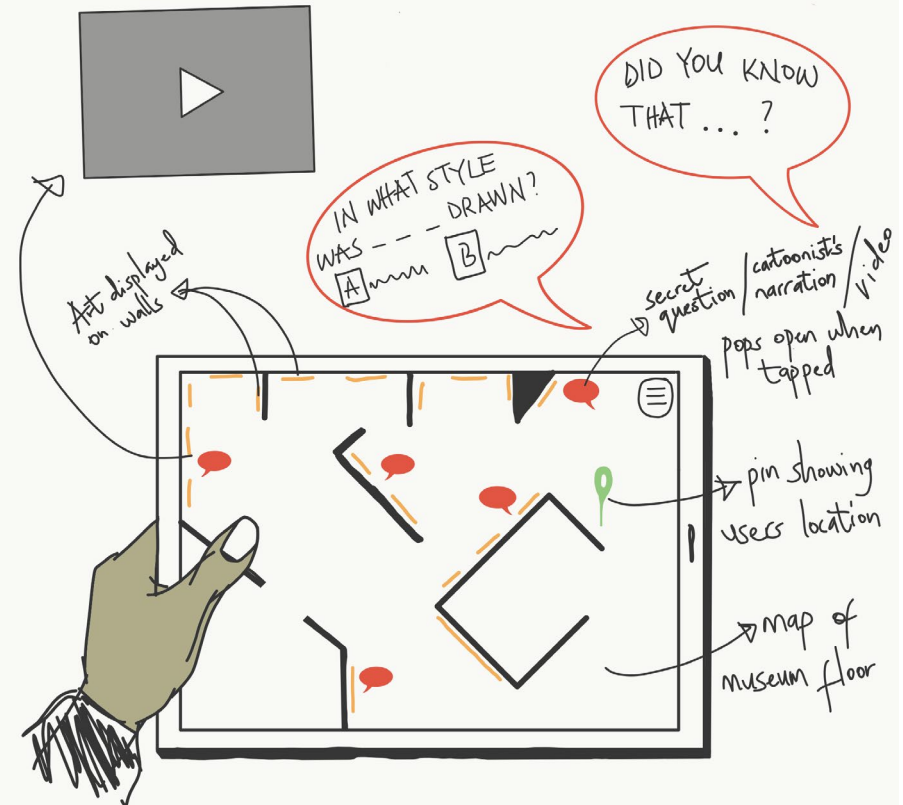 DID YOU KNOW
THAT ... ?
IN WHAT STYLE
WAS _ _ _ DRAWN?
A B
Art displayed
on walls
secret question / catoonist's narration / video
pops open when
tapped
pin showing
users location
map of
museum floor